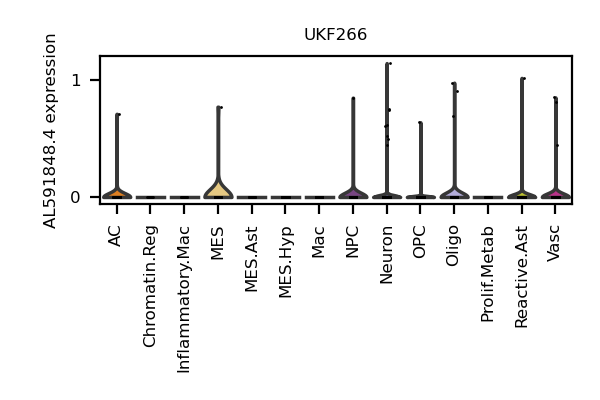 UKF266
AL591848.4 expression
1
0
AC
Chromatin.Reg
Inflammatory.Mac
MES
MES.Ast
MES.Hyp
Mac
NPC
Neuron
OPC
Oligo
Prolif.Metab
Reactive.Ast
Vasc